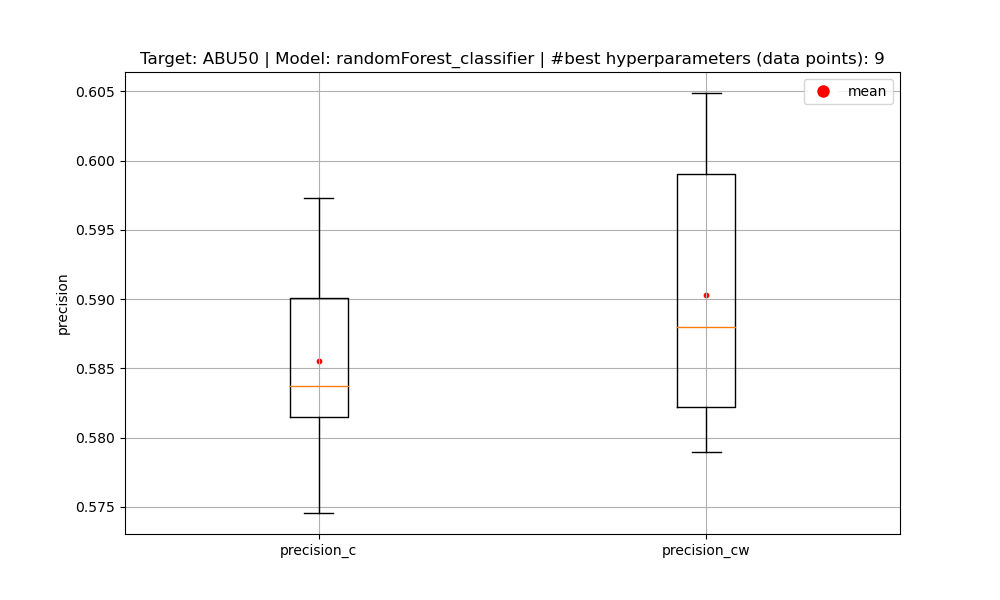 Target: ABU50 | Model: randomForest_classifier | #best hyperparameters (data points): 9
mean
0.605
0.600
0.595
0.590
0.585
0.580
0.575
precision
precision_c
precision_cw